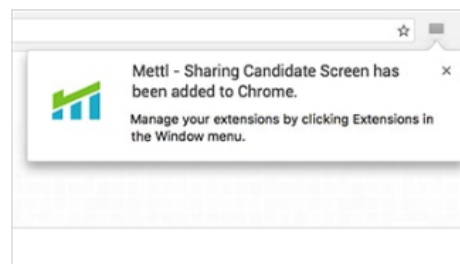 Mettl - Sharing Candidate Screen has
been added to Chrome.
Manage your extensions by clicking Extensions in
the Window menu.